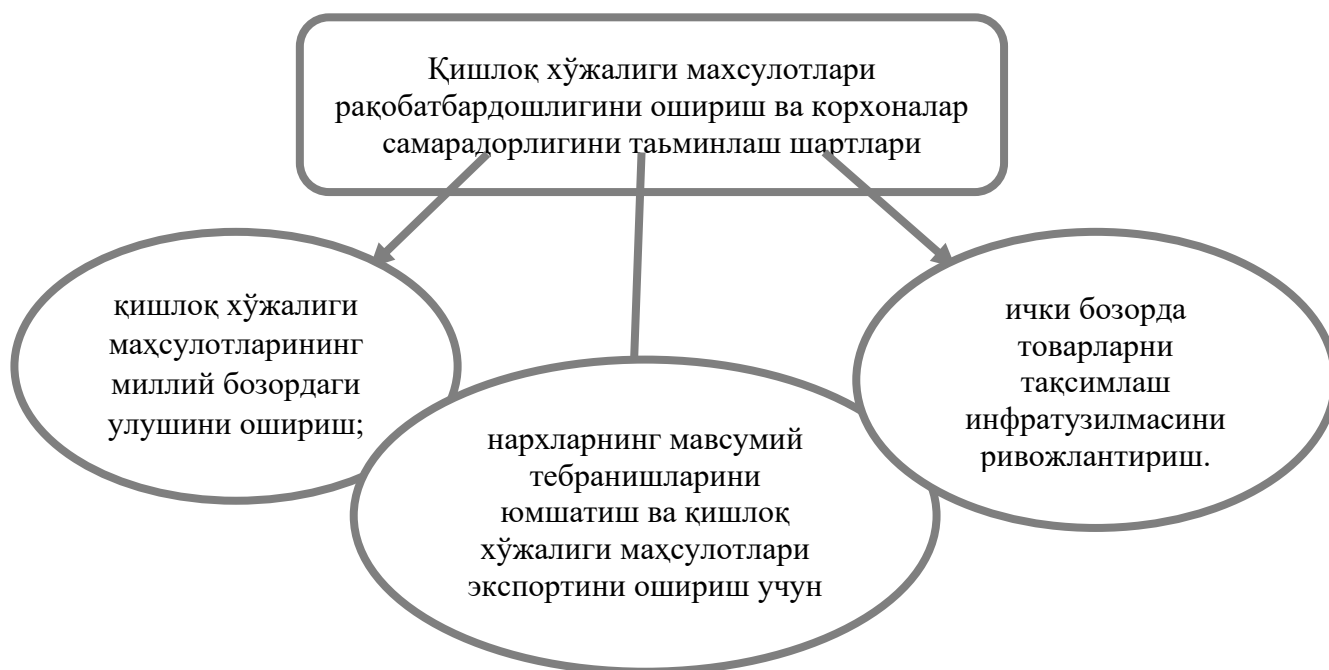 Қишлоқ хўжалиги махсулотлари
рақобатбардошлигини ошириш ва корхоналар
самарадорлигини таьминлаш шартлари
қишлоқ хўжалиги
маҳсулотларининг
миллий бозордаги
улушини ошириш;
нархларнинг мавсумий
тебранишларини
юмшатиш ва қишлоқ
хўжалиги маҳсулотлари
экспортини ошириш учун
ички бозорда
товарларни
тақсимлаш
инфратузилмасини
ривожлантириш.